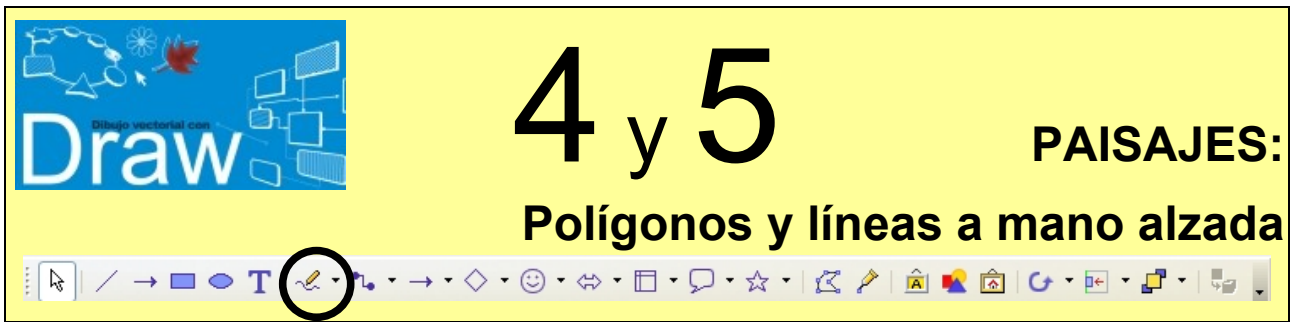 Dibujo vectorial con
Draw
4 y 5
PAISAJES:
Polígonos y líneas a mano alzada
T
A